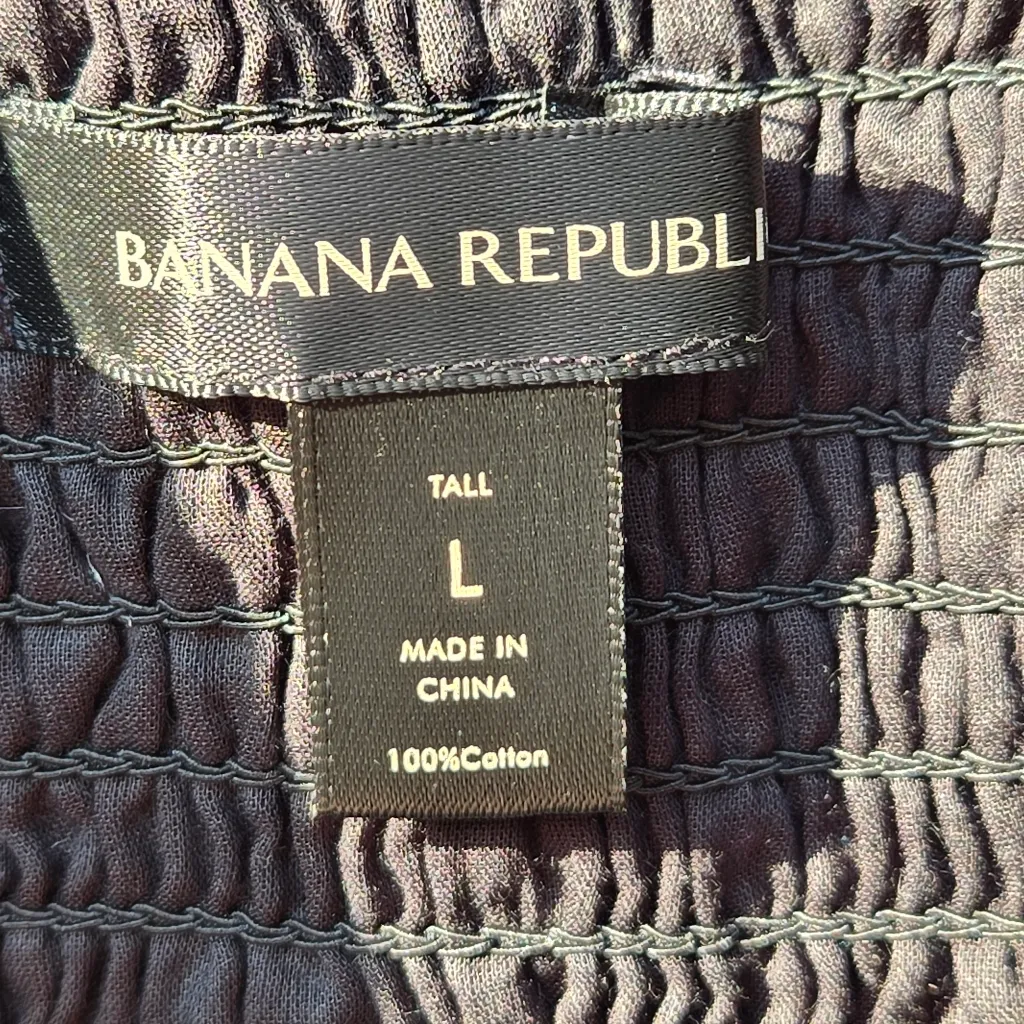 BANANA REPUBLI
TALL
L
MADE IN
CHINA
100%Cotton